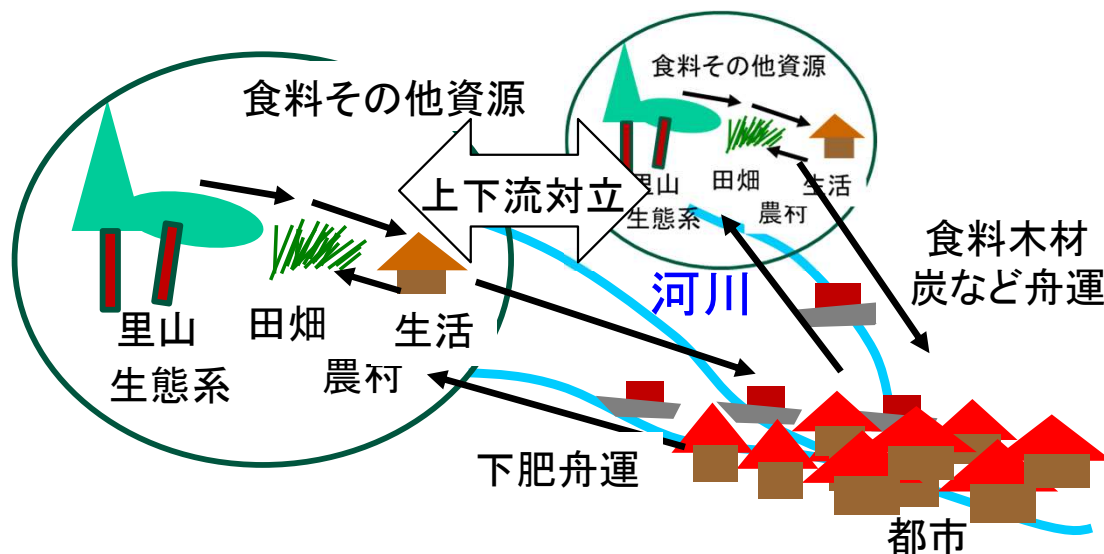 食料その他資源
里山
生態系
田畑
農村
生活
上下流対立
食料その他資源
里山
生態系
田畑
農村
生活
河川
食料木材
炭など舟運
下肥舟運
都市